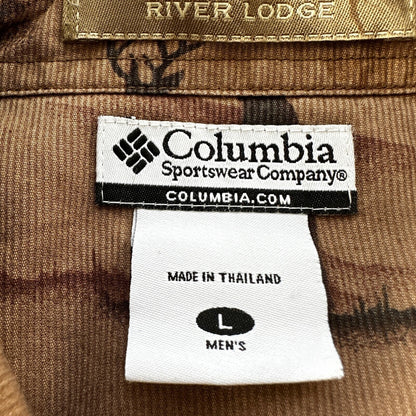 RIVER LODGE
Columbia
Sportswear Company®
COLUMBIA.COM
MADE IN THAILAND
L
MEN'S